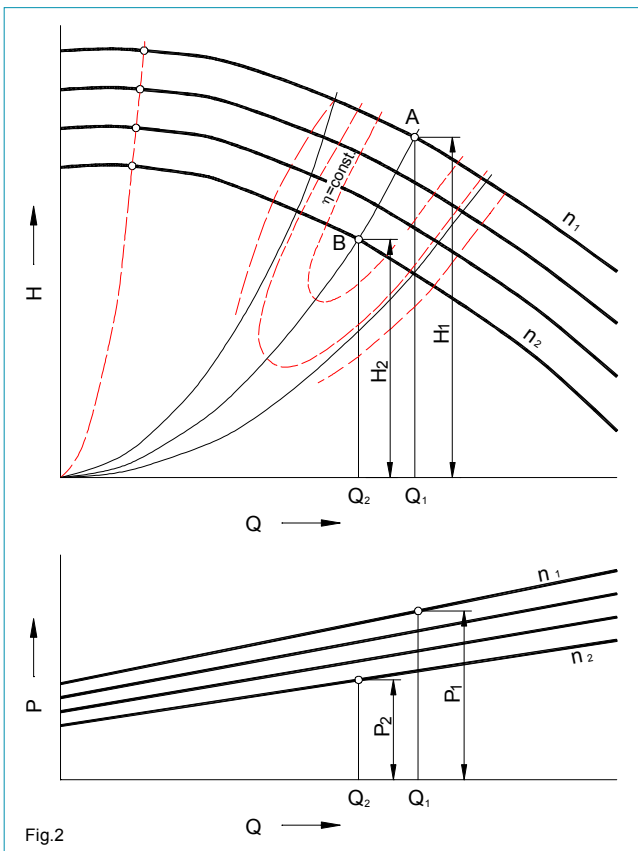 A
η=const.
B
n₁
H
H₂
H₁
n₂
Q₂ Q₁
Q
n₁
n₂
P
P₂
P₁
Q₂ Q₁
Q
Fig.2